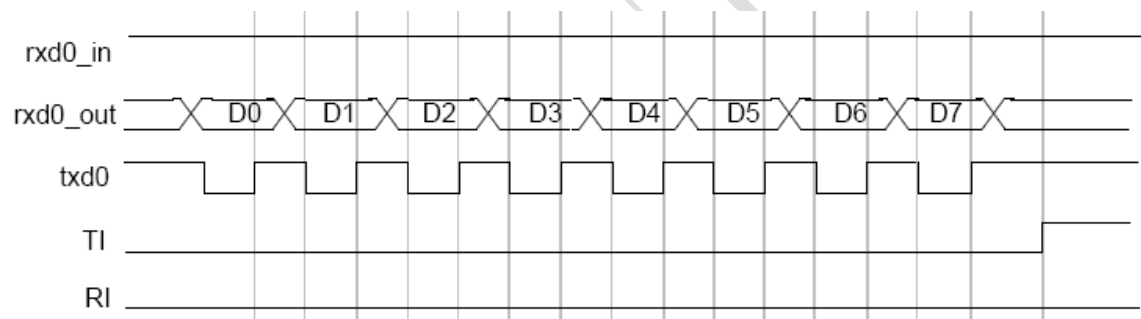 rxd0_in
rxd0_out D0 D1 D2 D3 D4 D5 D6 D7
txd0
TI
RI